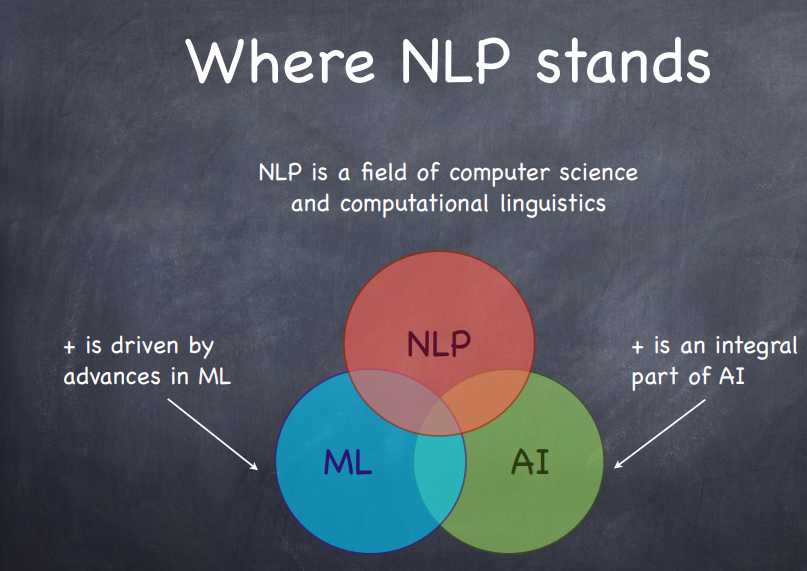 Where NLP stands
NLP is a field of computer science
and computational linguistics
NLP
+ is driven by
advances in ML
+ is an integral
part of AI
ML
AI